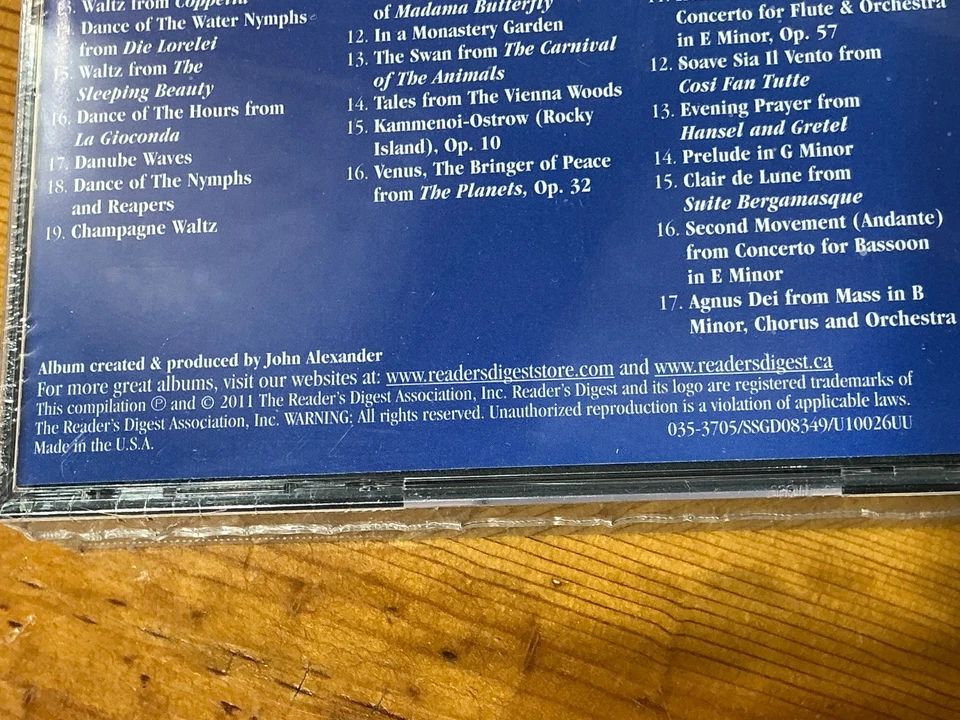 13. Waltz from Coppelia
14. Dance of The Water Nymphs
from Die Lorelei
15. Waltz from The
Sleeping Beauty
16. Dance of The Hours from
La Gioconda
17. Danube Waves
18. Dance of The Nymphs
and Reapers
19. Champagne Waltz
of Madama Butterfly
12. In a Monastery Garden
13. The Swan from The Carnival
of The Animals
14. Tales from The Vienna Woods
15. Kammenoi-Ostrow (Rocky
Island), Op. 10
16. Venus, The Bringer of Peace
from The Planets, Op. 32
Concerto for Flute & Orchestra
in E Minor, Op. 57
12. Soave Sia Il Vento from
Cosi Fan Tutte
13. Evening Prayer from
Hansel and Gretel
14. Prelude in G Minor
15. Clair de Lune from
Suite Bergamasque
16. Second Movement (Andante)
from Concerto for Bassoon
in E Minor
17. Agnus Dei from Mass in B
Minor, Chorus and Orchestra
Album created & produced by John Alexander
For more great albums, visit our websites at: www.readersdigeststore.com and www.readersdigest.ca
This compilation ℗ and © 2011 The Reader's Digest Association, Inc. Reader's Digest and its logo are registered trademarks of
The Reader's Digest Association, Inc. WARNING: All rights reserved. Unauthorized reproduction is a violation of applicable laws.
Made in the U.S.A.
035-3705/SSGD08349/U10026UU